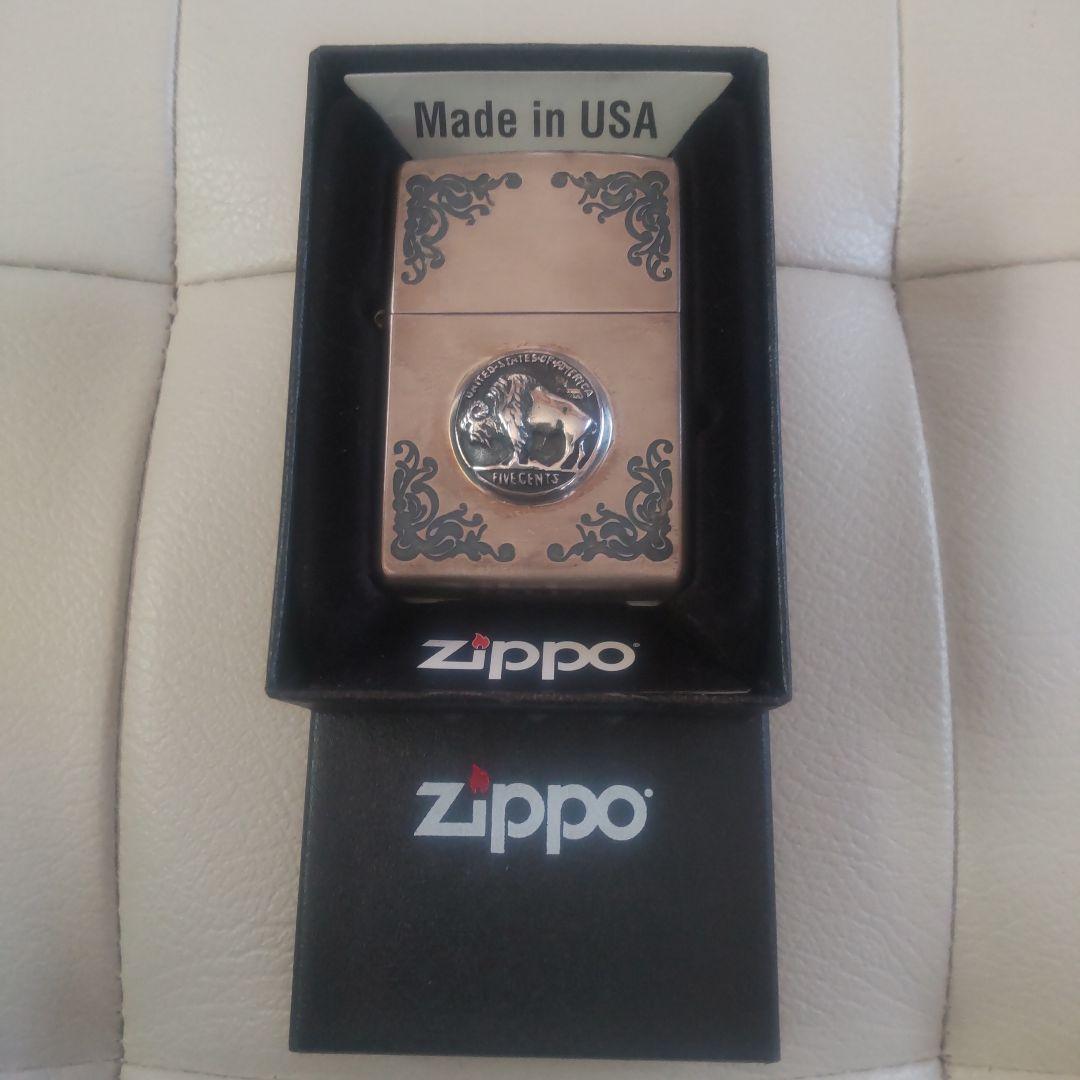 Made in USA
UNITED·STATES·OF·AMERICA
FIVE CENTS
zippo
zippo